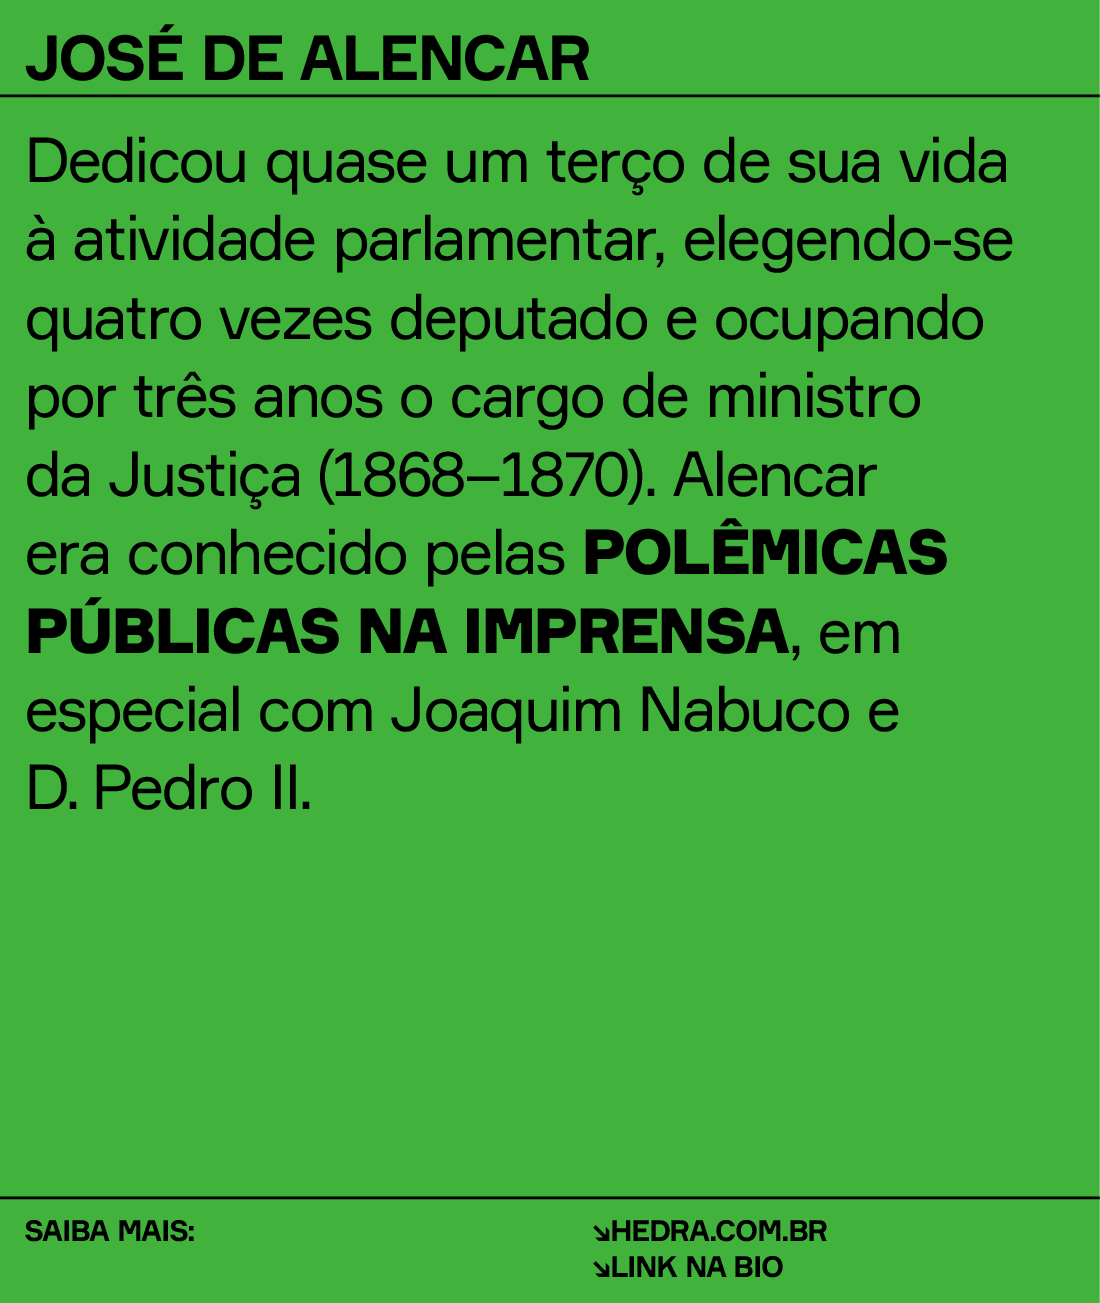 JOSÉ DE ALENCAR
Dedicou quase um terço de sua vida
à atividade parlamentar, elegendo-se
quatro vezes deputado e ocupando
por três anos o cargo de ministro
da Justiça (1868–1870). Alencar
era conhecido pelas POLÊMICAS
PÚBLICAS NA IMPRENSA, em
especial com Joaquim Nabuco e
D. Pedro II.
SAIBA MAIS:
↘HEDRA.COM.BR
↘LINK NA BIO